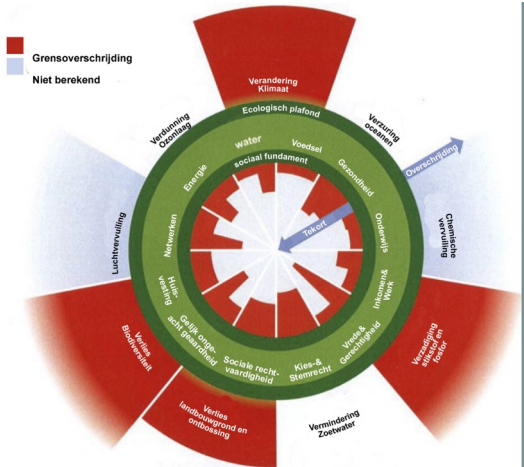 Grensoverschrijding
Niet berekend
Verandering
Klimaat
Ecologisch plafond
Verdunning
Ozonlaag
Verzuring
oceanen
Overschrijding
water
Voedsel
sociaal fundament
Energie
Gezondheid
Tekort
Luchtvervuiling
Netwerken
Onderwijs
Chemische
vervuiling
Huis-
vesting
Inkomen&
Werk
Gelijk onge-
acht geaardheid
Sociale recht-
vaardigheid
Kies-&
Stemrecht
Vrede&
Gerechtigheid
Verlies
Biodiversiteit
Verzadiging
stikstof en
fosfor
Verlies
landbouwgrond en
ontbossing
Vermindering
Zoetwater